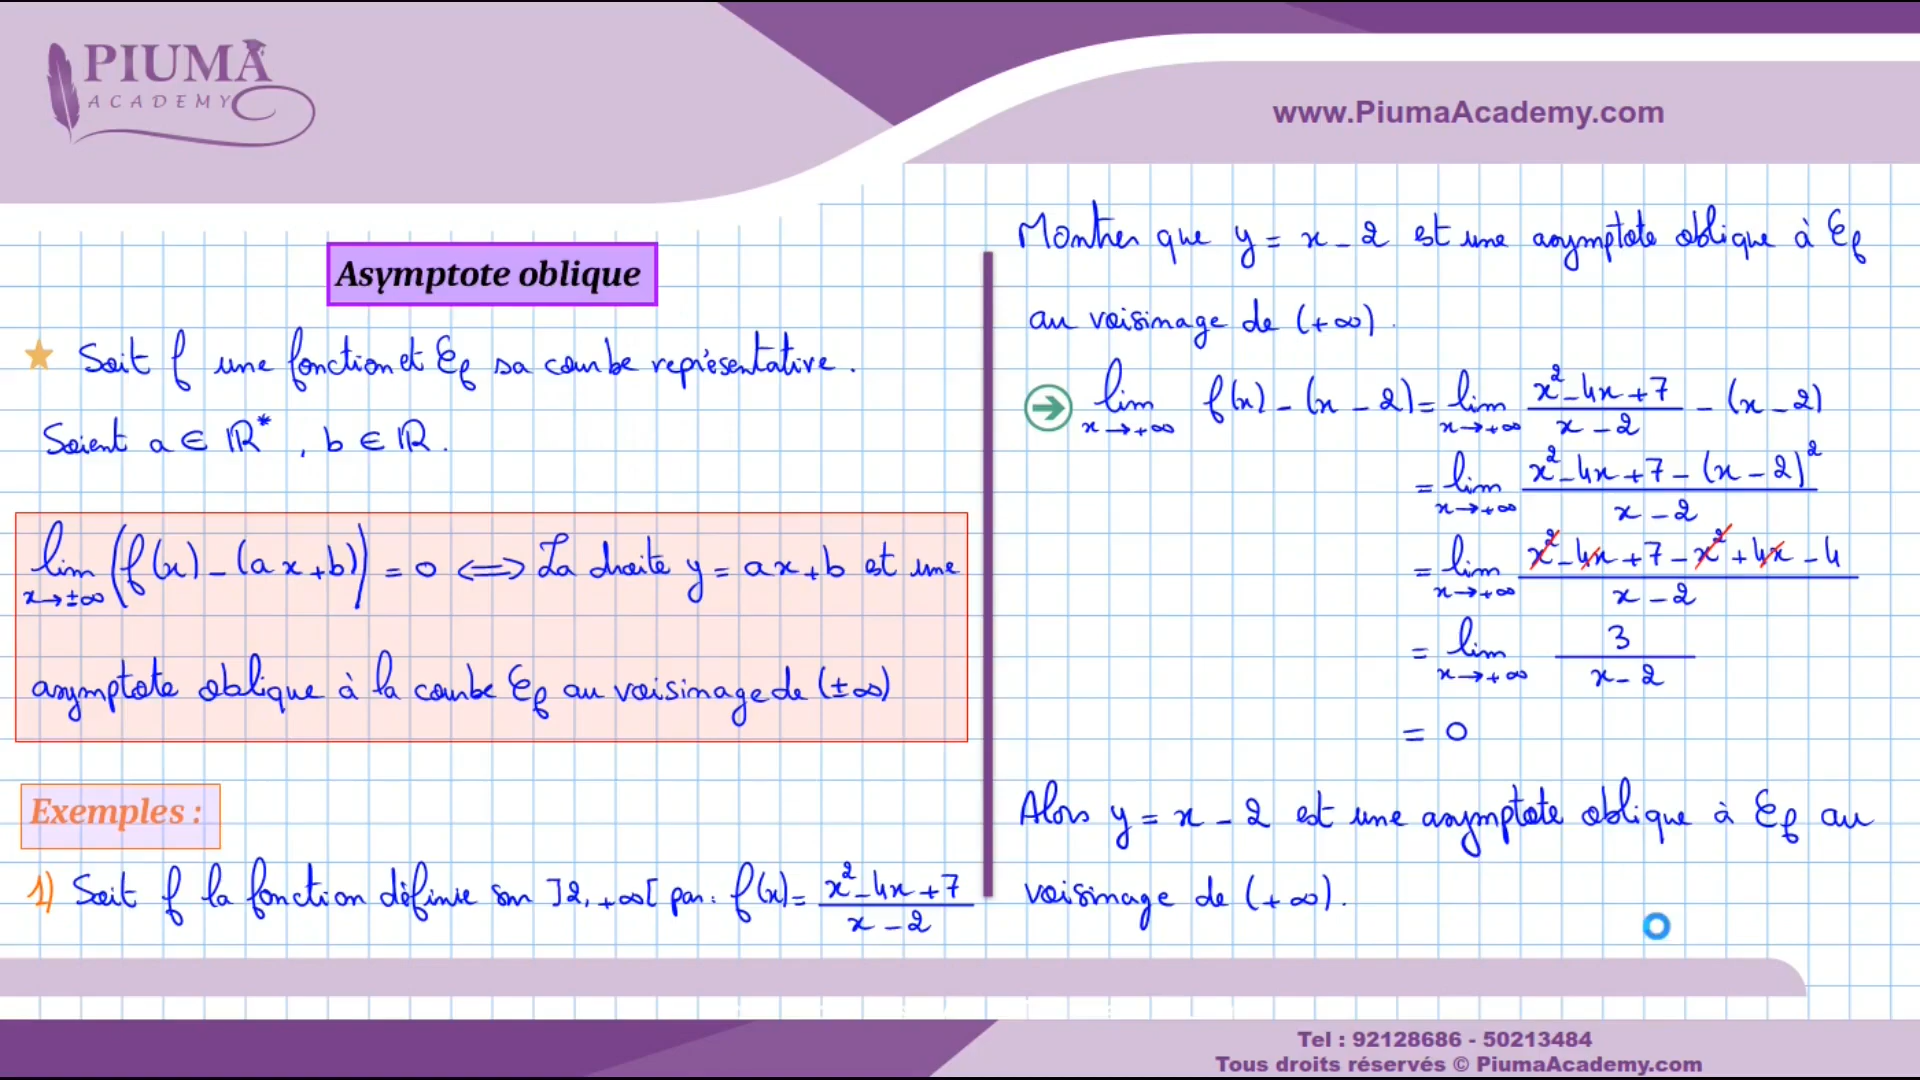 PIUMA
ACADEMY
www.PiumaAcademy.com
Asymptote oblique
Soit f une fonction et 𝒞f sa courbe représentative.
Soient a ∈ ℝ*, b ∈ ℝ.
lim x→±∞ (f(x) - (ax+b)) = 0 ⟺ La droite y = ax+b est une
asymptote oblique à la courbe 𝒞f au voisinage de (±∞)
Exemples :
1) Soit f la fonction définie sur ]2, +∞[ par : f(x) = (x² - 4x + 7)/(x - 2)
Montrer que y = x - 2 est une asymptote oblique à 𝒞f
au voisinage de (+∞).
lim x→+∞ f(x) - (x - 2) = lim x→+∞ (x² - 4x + 7)/(x - 2) - (x - 2)
= lim x→+∞ (x² - 4x + 7 - (x - 2)²)/(x - 2)
= lim x→+∞ (x² - 4x + 7 - x² + 4x - 4)/(x - 2)
= lim x→+∞ 3/(x - 2)
= 0
Alors y = x - 2 est une asymptote oblique à 𝒞f au
voisinage de (+∞).
Tel : 92128686 - 50213484
Tous droits réservés © PiumaAcademy.com